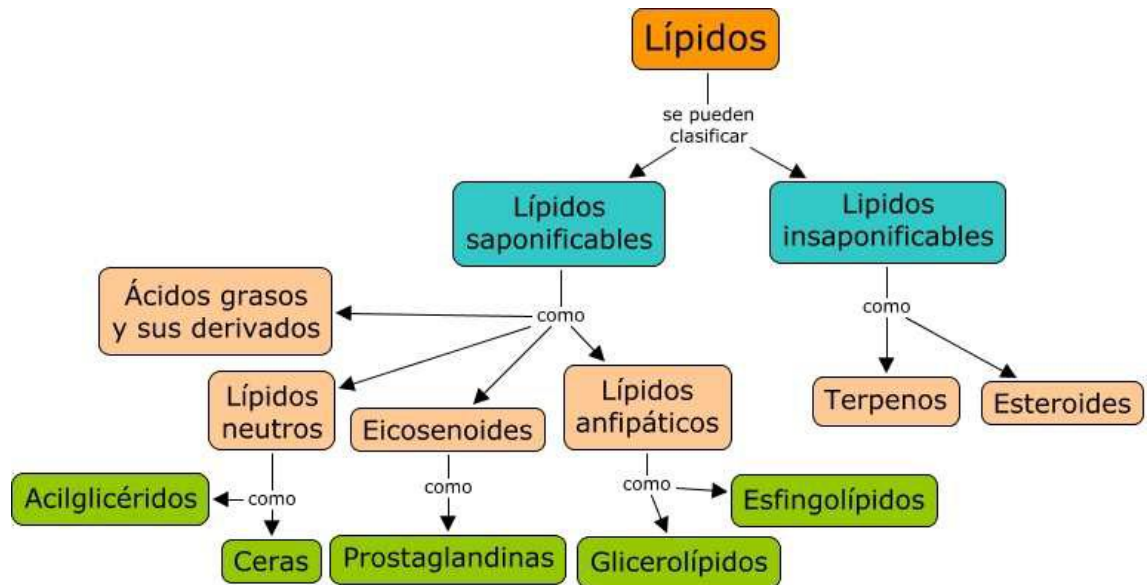 Lípidos
se pueden
clasificar
Lípidos
saponificables
Lipidos
insaponificables
Ácidos grasos
y sus derivados
como
como
Lípidos
neutros
Eicosenoides
Lípidos
anfipáticos
Terpenos
Esteroides
Acilglicéridos
como
como
como
Esfingolípidos
Ceras
Prostaglandinas
Glicerolípidos